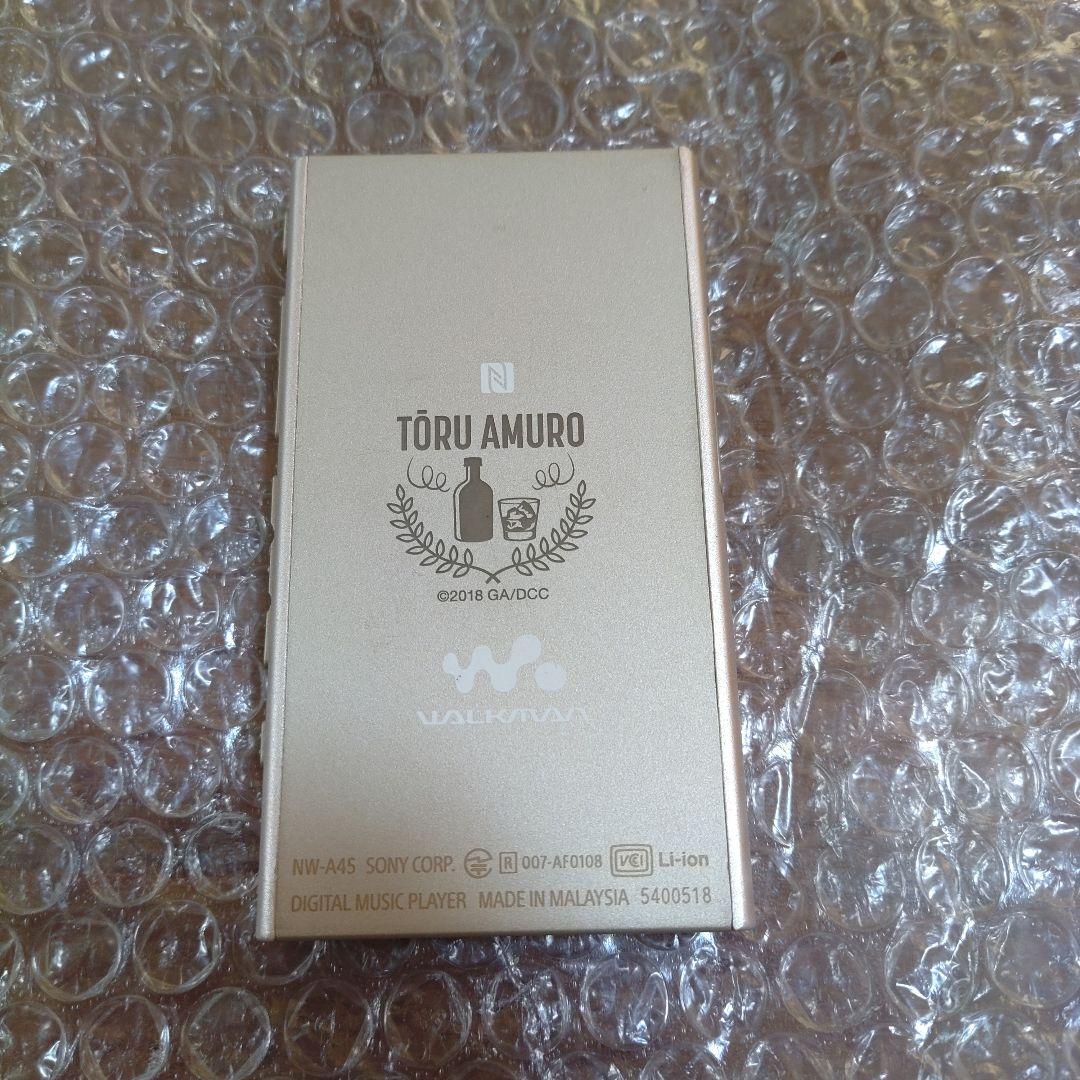 TŌRU AMURO
©2018 GA/DCC
WALKMAN
NW-A45 SONY CORP. R 007-AF0108 VCI Li-ion
DIGITAL MUSIC PLAYER MADE IN MALAYSIA 5400518